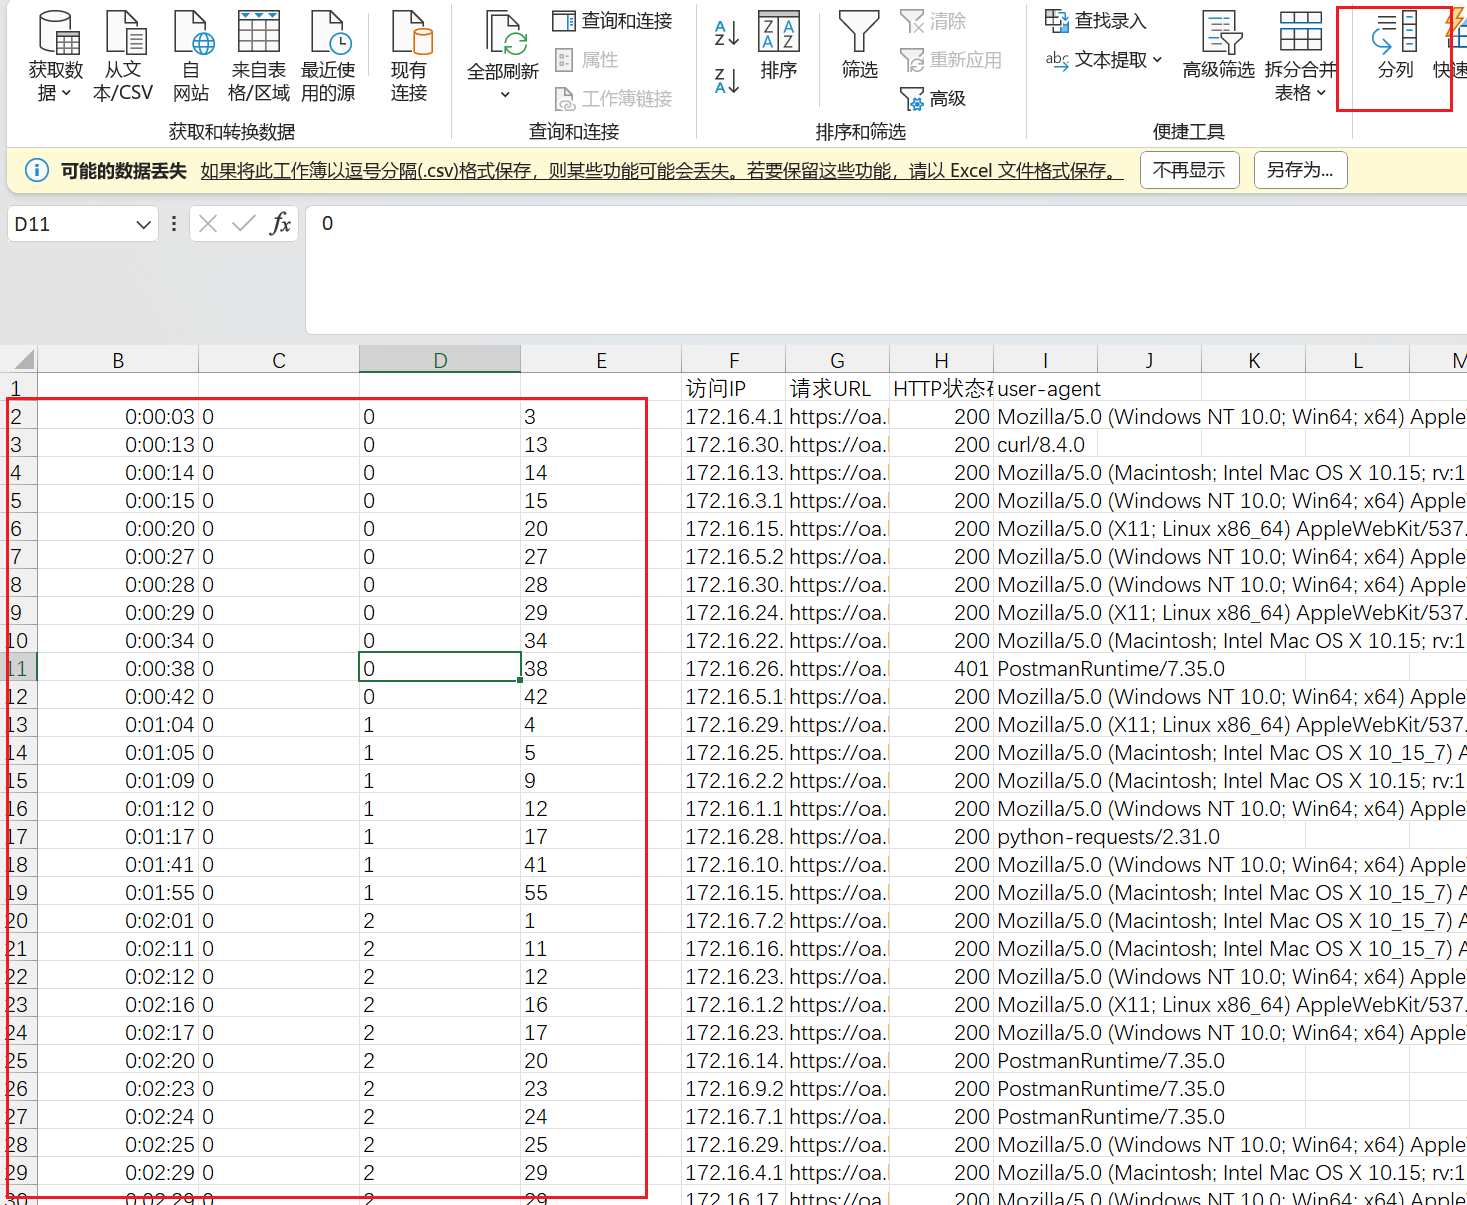 获取数据 从文本/CSV 自网站 来自表格/区域 最近使用的源 现有连接
获取和转换数据
全部刷新 查询和连接
属性
工作簿链接
查询和连接
排序 筛选 清除
重新应用
高级
排序和筛选
查找录入
文本提取
高级筛选 拆分合并表格
便捷工具
分列 快速
可能的数据丢失 如果将此工作簿以逗号分隔(.csv)格式保存，则某些功能可能会丢失。若要保留这些功能，请以 Excel 文件格式保存。 不再显示 另存为...
D11 fx 0
B C D E F G H I J K L M
1 访问IP 请求URL HTTP状态 user-agent
2 0:00:03 0 0 3 172.16.4.1 https://oa. 200 Mozilla/5.0 (Windows NT 10.0; Win64; x64) Apple
3 0:00:13 0 0 13 172.16.30. https://oa. 200 curl/8.4.0
4 0:00:14 0 0 14 172.16.13. https://oa. 200 Mozilla/5.0 (Macintosh; Intel Mac OS X 10.15; rv:1
5 0:00:15 0 0 15 172.16.3.1 https://oa. 200 Mozilla/5.0 (Windows NT 10.0; Win64; x64) Apple
6 0:00:20 0 0 20 172.16.15. https://oa. 200 Mozilla/5.0 (X11; Linux x86_64) AppleWebKit/537.
7 0:00:27 0 0 27 172.16.5.2 https://oa. 200 Mozilla/5.0 (Windows NT 10.0; Win64; x64) Apple
8 0:00:28 0 0 28 172.16.30. https://oa. 200 Mozilla/5.0 (Windows NT 10.0; Win64; x64) Apple
9 0:00:29 0 0 29 172.16.24. https://oa. 200 Mozilla/5.0 (X11; Linux x86_64) AppleWebKit/537.
10 0:00:34 0 0 34 172.16.22. https://oa. 200 Mozilla/5.0 (Macintosh; Intel Mac OS X 10.15; rv:1
11 0:00:38 0 0 38 172.16.26. https://oa. 401 PostmanRuntime/7.35.0
12 0:00:42 0 0 42 172.16.5.1 https://oa. 200 Mozilla/5.0 (Windows NT 10.0; Win64; x64) Apple
13 0:01:04 0 1 4 172.16.29. https://oa. 200 Mozilla/5.0 (X11; Linux x86_64) AppleWebKit/537.
14 0:01:05 0 1 5 172.16.25. https://oa. 200 Mozilla/5.0 (Macintosh; Intel Mac OS X 10_15_7) A
15 0:01:09 0 1 9 172.16.2.2 https://oa. 200 Mozilla/5.0 (Macintosh; Intel Mac OS X 10.15; rv:1
16 0:01:12 0 1 12 172.16.1.1 https://oa. 200 Mozilla/5.0 (Windows NT 10.0; Win64; x64) Apple
17 0:01:17 0 1 17 172.16.28. https://oa. 200 python-requests/2.31.0
18 0:01:41 0 1 41 172.16.10. https://oa. 200 Mozilla/5.0 (Windows NT 10.0; Win64; x64) Apple
19 0:01:55 0 1 55 172.16.15. https://oa. 200 Mozilla/5.0 (Macintosh; Intel Mac OS X 10_15_7) A
20 0:02:01 0 2 1 172.16.7.2 https://oa. 200 Mozilla/5.0 (Macintosh; Intel Mac OS X 10_15_7) A
21 0:02:11 0 2 11 172.16.16. https://oa. 200 Mozilla/5.0 (Macintosh; Intel Mac OS X 10_15_7) A
22 0:02:12 0 2 12 172.16.23. https://oa. 200 Mozilla/5.0 (Windows NT 10.0; Win64; x64) Apple
23 0:02:16 0 2 16 172.16.1.2 https://oa. 200 Mozilla/5.0 (X11; Linux x86_64) AppleWebKit/537.
24 0:02:17 0 2 17 172.16.23. https://oa. 200 Mozilla/5.0 (Windows NT 10.0; Win64; x64) Apple
25 0:02:20 0 2 20 172.16.14. https://oa. 200 PostmanRuntime/7.35.0
26 0:02:23 0 2 23 172.16.9.2 https://oa. 200 PostmanRuntime/7.35.0
27 0:02:24 0 2 24 172.16.7.1 https://oa. 200 PostmanRuntime/7.35.0
28 0:02:25 0 2 25 172.16.29. https://oa. 200 Mozilla/5.0 (Windows NT 10.0; Win64; x64) Apple
29 0:02:29 0 2 29 172.16.4.1 https://oa. 200 Mozilla/5.0 (Macintosh; Intel Mac OS X 10.15; rv:1
30 0:02:29 0 2 29 172.16.17. https://oa. 200 Mozilla/5.0 (Windows NT 10.0; Win64; x64) Apple